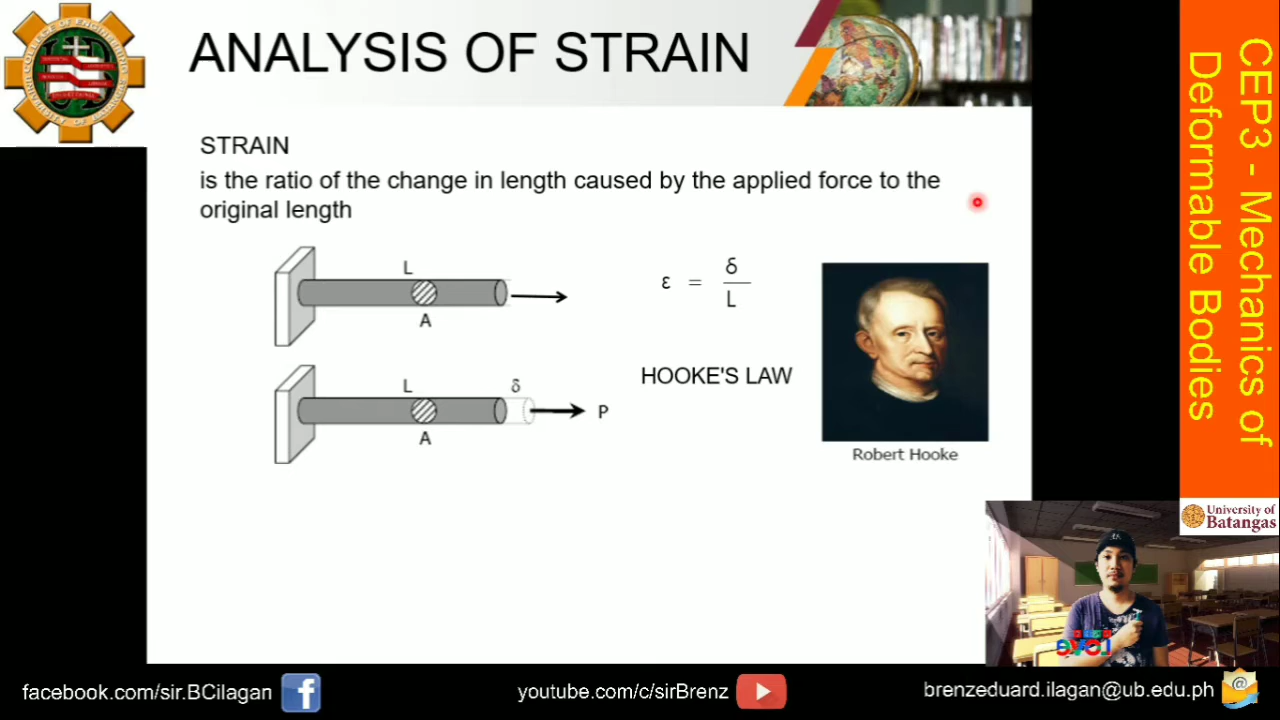 ANALYSIS OF STRAIN
STRAIN
is the ratio of the change in length caused by the applied force to the
original length
L
A
ε = δ
L
HOOKE'S LAW
L δ
P
A
Robert Hooke
CEP3 - Mechanics of
Deformable Bodies
University of
Batangas
facebook.com/sir.BCilagan
youtube.com/c/sirBrenz
brenzeduard.ilagan@ub.edu.ph